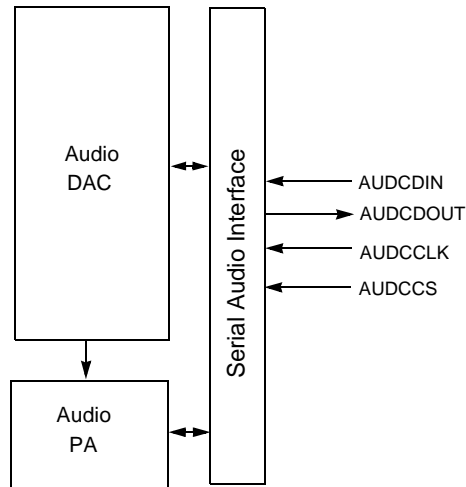 Audio
DAC
Serial Audio Interface
AUDCDIN
AUDCDOUT
AUDCCLK
AUDCCS
Audio
PA